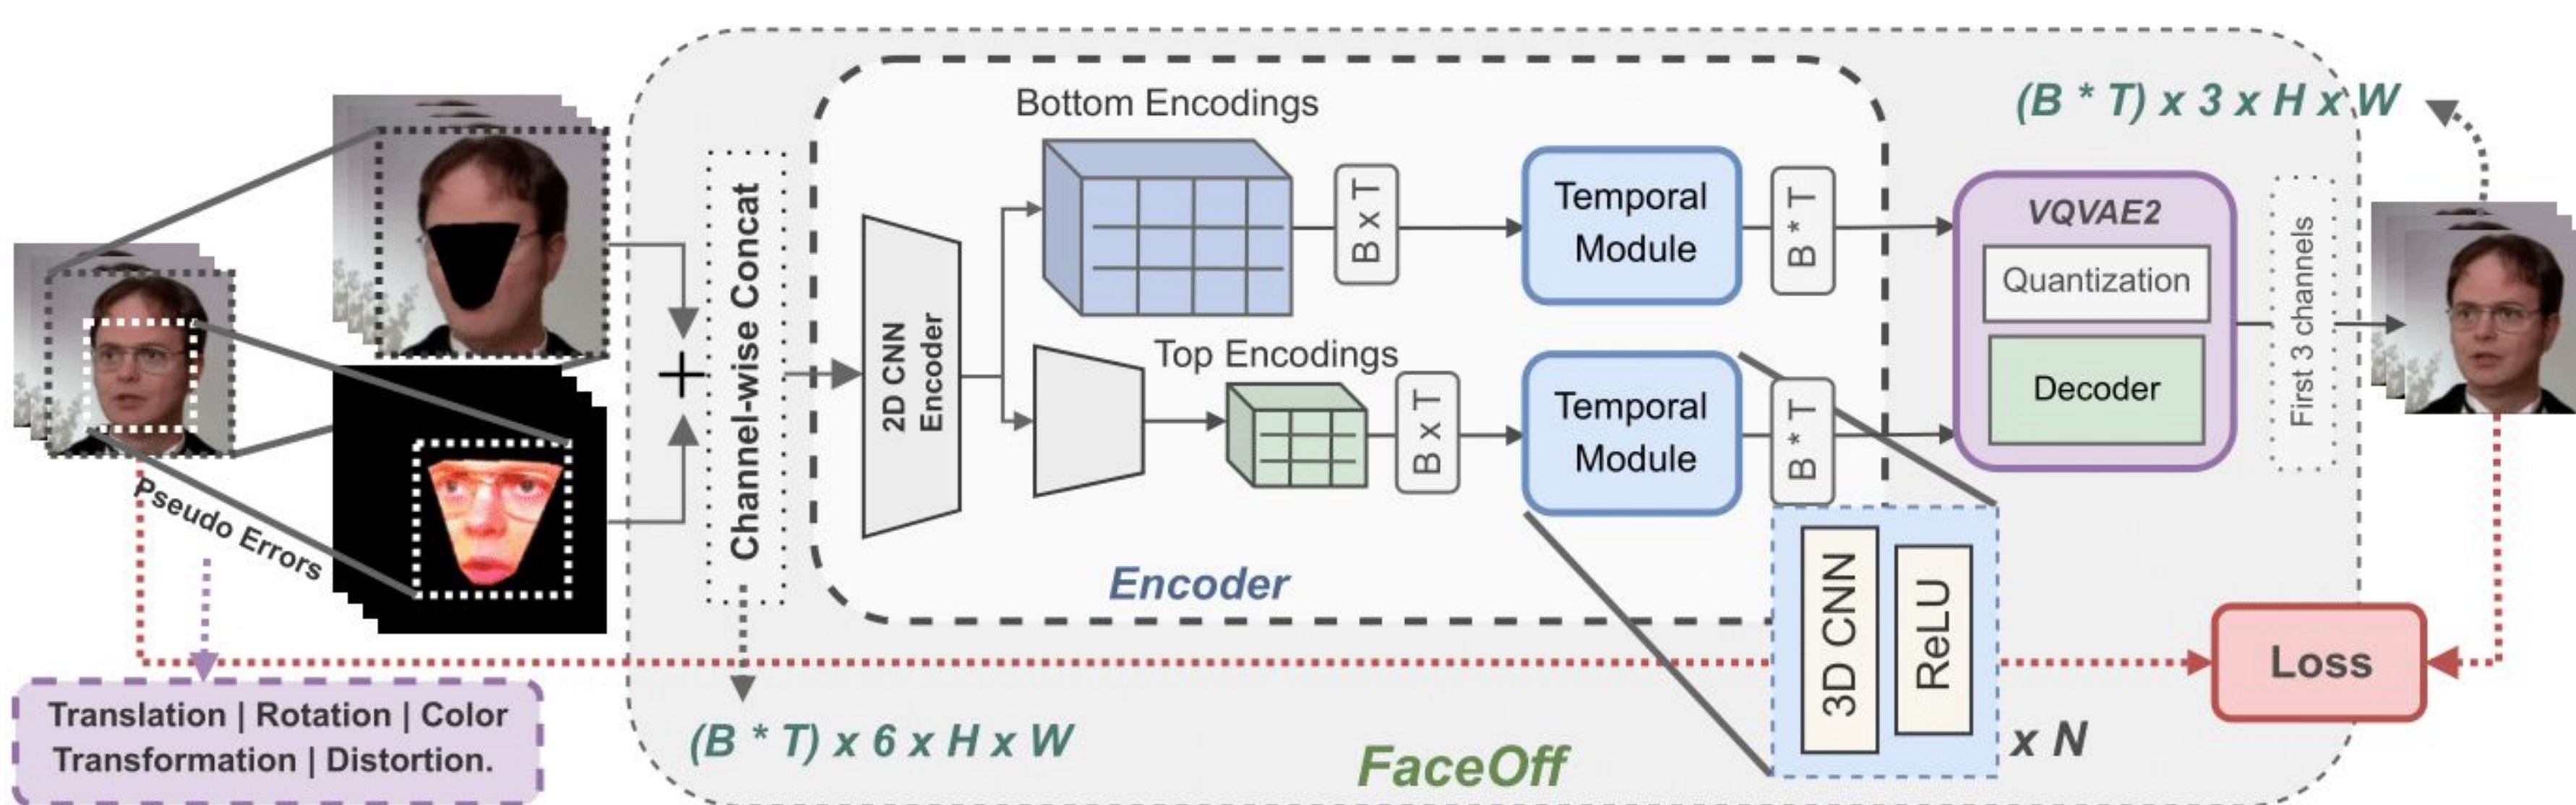 Pseudo Errors
Translation | Rotation | Color
Transformation | Distortion.
Channel-wise Concat
(B * T) x 6 x H x W
2D CNN
Encoder
Bottom Encodings
B x T
Temporal
Module
B * T
Top Encodings
B x T
Temporal
Module
B * T
Encoder
3D CNN
ReLU
x N
FaceOff
VQVAE2
Quantization
Decoder
First 3 channels
(B * T) x 3 x H x W
Loss